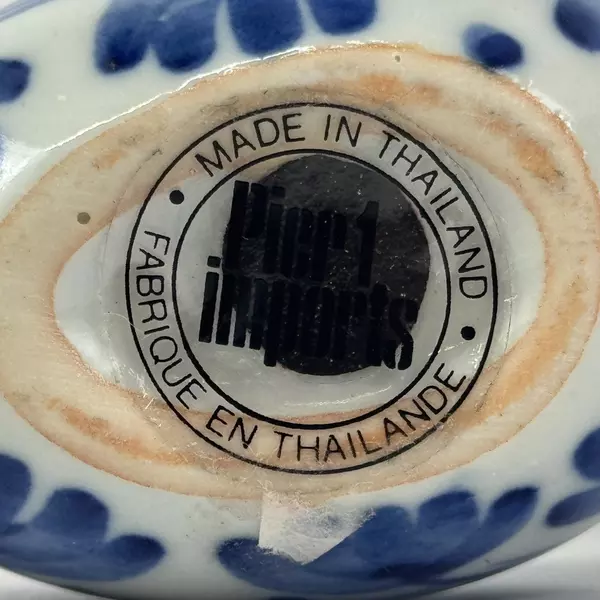 MADE IN THAILAND
Pier 1
imports
FABRIQUE EN THAILANDE